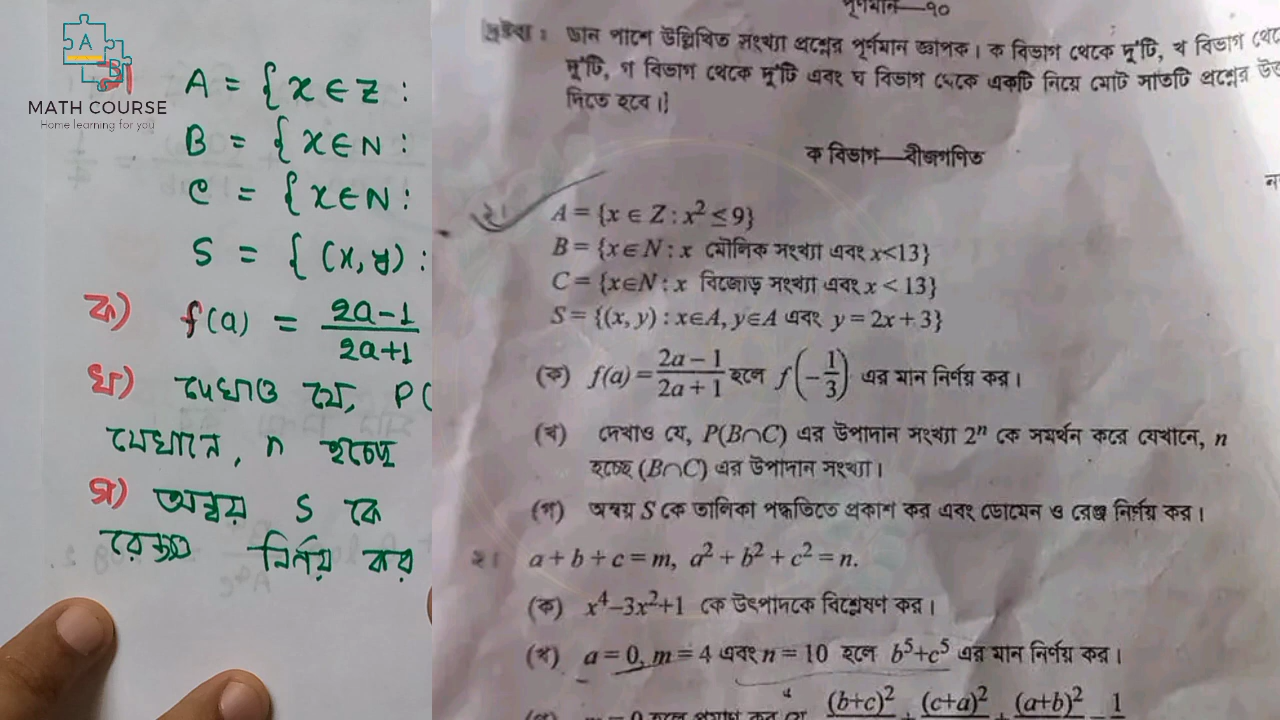 A
MATH COURSE
Home learning for you
A = { x ∈ Z :
B = { x ∈ N :
C = { x ∈ N :
S = { (x, y) :
ক) f(a) = 2a-1 / 2a+1
খ) দেখাও যে, P(
যেখানে, n হচ্ছে
গ) অন্বয় S কে
রেঞ্জ নির্ণয় কর
পূর্ণমান—৭০
দ্রষ্টব্য : ডান পাশে উল্লিখিত সংখ্যা প্রশ্নের পূর্ণমান জ্ঞাপক। ক বিভাগ থেকে দু'টি, খ বিভাগ থেকে
দু'টি, গ বিভাগ থেকে দু'টি এবং ঘ বিভাগ থেকে একটি নিয়ে মোট সাতটি প্রশ্নের
দিতে হবে।]
ক বিভাগ—বীজগণিত
A = {x ∈ Z : x² ≤ 9}
B = {x∈N : x মৌলিক সংখ্যা এবং x<13}
C = {x∈N : x বিজোড় সংখ্যা এবং x < 13}
S = {(x, y) : x∈A, y∈A এবং y = 2x + 3}
(ক) f(a) = 2a − 1 / 2a + 1 হলে f(−1/3) এর মান নির্ণয় কর।
(খ) দেখাও যে, P(B∩C) এর উপাদান সংখ্যা 2ⁿ কে সমর্থন করে যেখানে, n
হচ্ছে (B∩C) এর উপাদান সংখ্যা।
(গ) অন্বয় S কে তালিকা পদ্ধতিতে প্রকাশ কর এবং ডোমেন ও রেঞ্জ নির্ণয় কর।
২। a + b + c = m, a² + b² + c² = n.
(ক) x⁴–3x²+1 কে উৎপাদকে বিশ্লেষণ কর।
(খ) a = 0, m = 4 এবং n = 10 হলে b⁵+c⁵ এর মান নির্ণয় কর।
(b+c)² (c+a)² (a+b)² 1